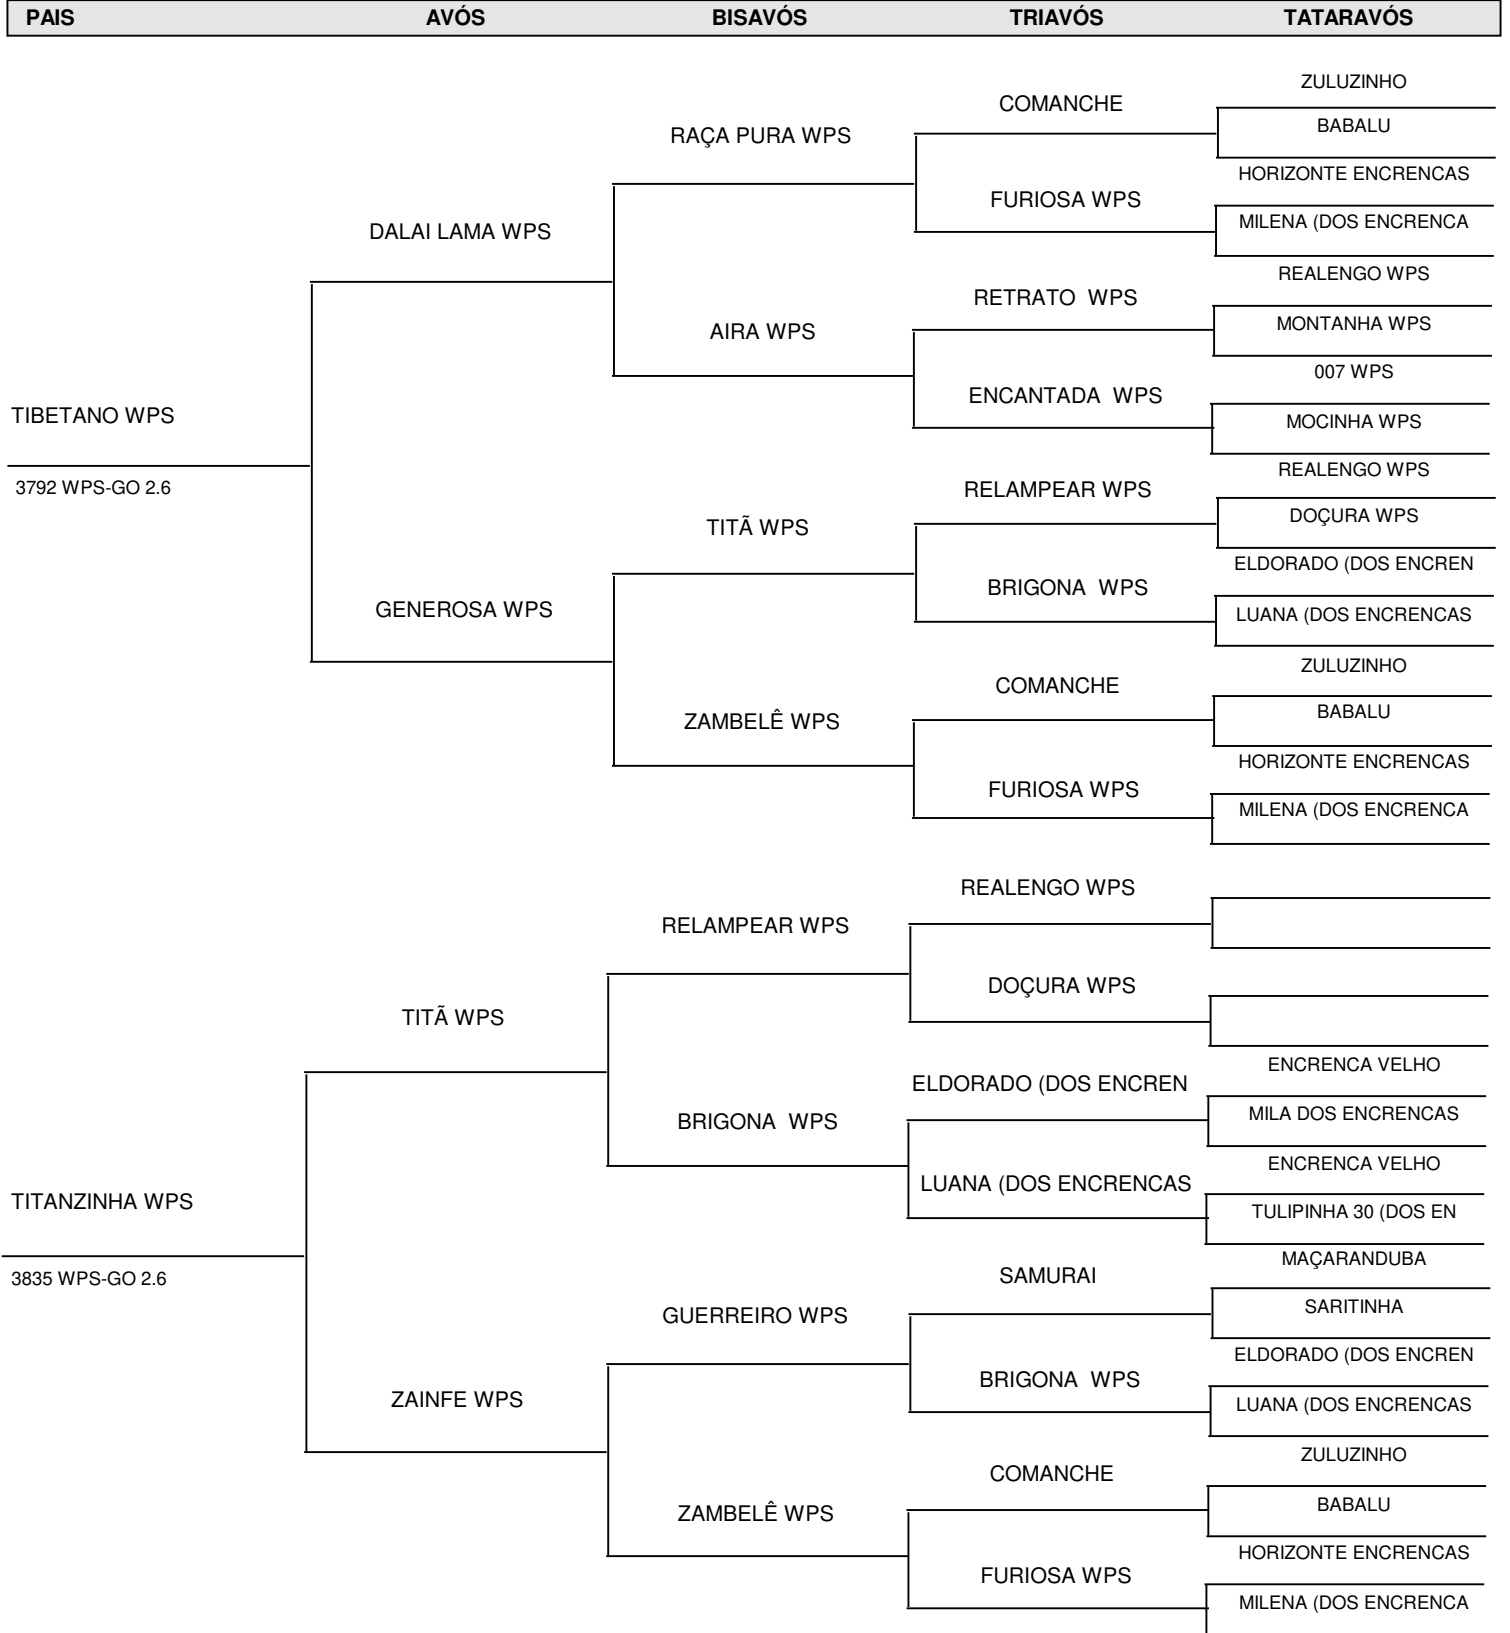 PAIS AVÓS BISAVÓS TRIAVÓS TATARAVÓS
ZULUZINHO
COMANCHE
BABALU
RAÇA PURA WPS
HORIZONTE ENCRENCAS
FURIOSA WPS
MILENA (DOS ENCRENCA
DALAI LAMA WPS
REALENGO WPS
RETRATO  WPS
MONTANHA WPS
AIRA WPS
007 WPS
ENCANTADA  WPS
MOCINHA WPS
TIBETANO WPS
3792 WPS-GO 2.6
REALENGO WPS
RELAMPEAR WPS
DOÇURA WPS
TITÃ WPS
ELDORADO (DOS ENCREN
BRIGONA  WPS
LUANA (DOS ENCRENCAS
GENEROSA WPS
ZULUZINHO
COMANCHE
BABALU
ZAMBELÊ WPS
HORIZONTE ENCRENCAS
FURIOSA WPS
MILENA (DOS ENCRENCA
REALENGO WPS
RELAMPEAR WPS
DOÇURA WPS
TITÃ WPS
ENCRENCA VELHO
ELDORADO (DOS ENCREN
MILA DOS ENCRENCAS
BRIGONA  WPS
ENCRENCA VELHO
LUANA (DOS ENCRENCAS
TULIPINHA 30 (DOS EN
TITANZINHA WPS
3835 WPS-GO 2.6
MAÇARANDUBA
SAMURAI
SARITINHA
GUERREIRO WPS
ELDORADO (DOS ENCREN
BRIGONA  WPS
LUANA (DOS ENCRENCAS
ZAINFE WPS
ZULUZINHO
COMANCHE
BABALU
ZAMBELÊ WPS
HORIZONTE ENCRENCAS
FURIOSA WPS
MILENA (DOS ENCRENCA